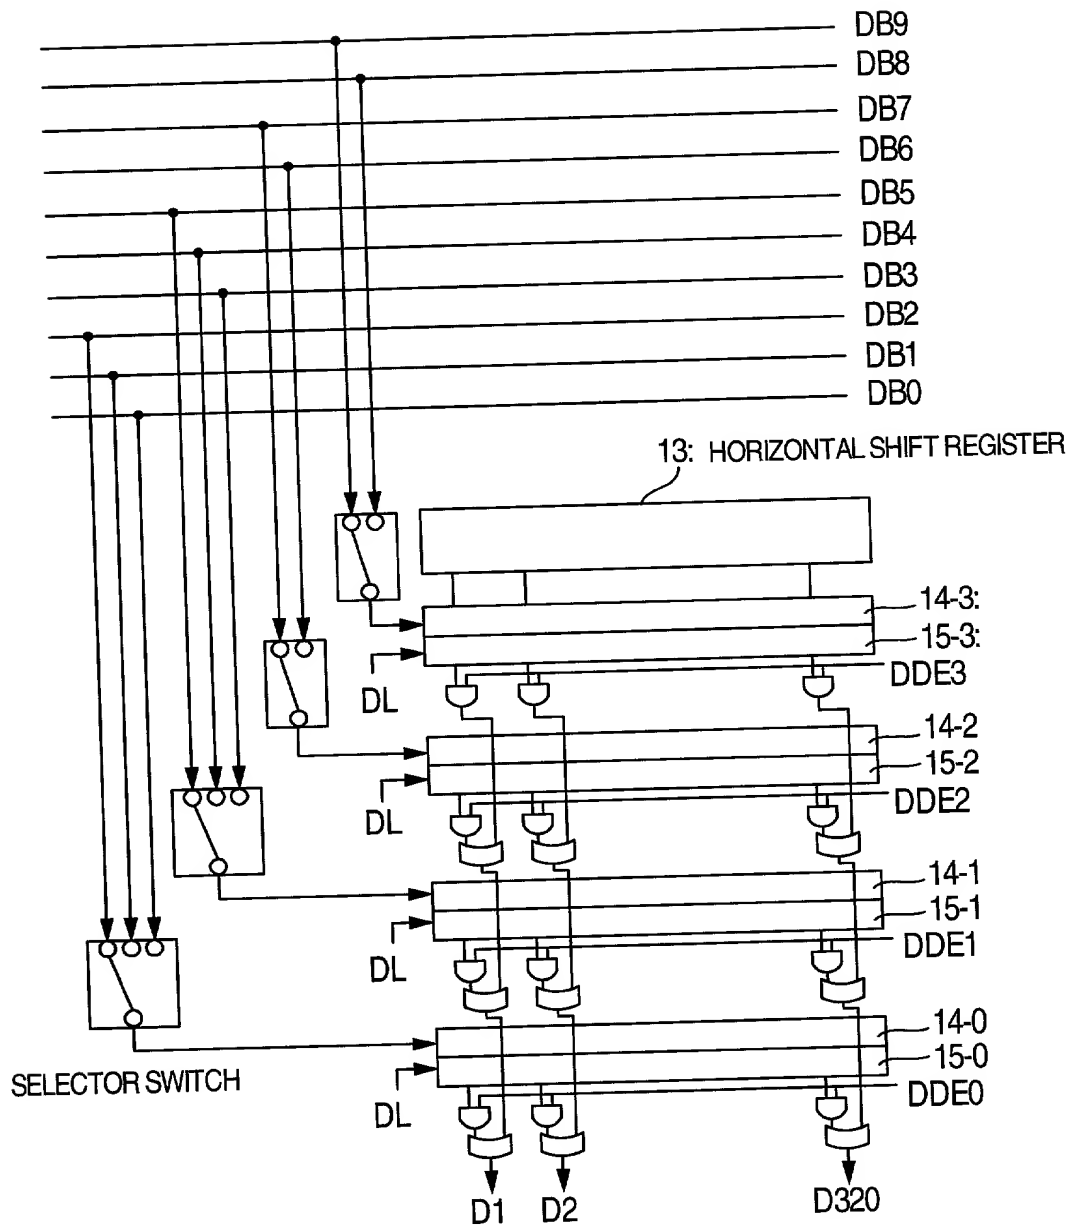 DB9
DB8
DB7
DB6
DB5
DB4
DB3
DB2
DB1
DB0
13: HORIZONTAL SHIFT REGISTER
14-3:
15-3:
DL
DDE3
14-2
15-2
DL
DDE2
14-1
15-1
DL
DDE1
14-0
15-0
SELECTOR SWITCH
DL
DDE0
D1
D2
D320